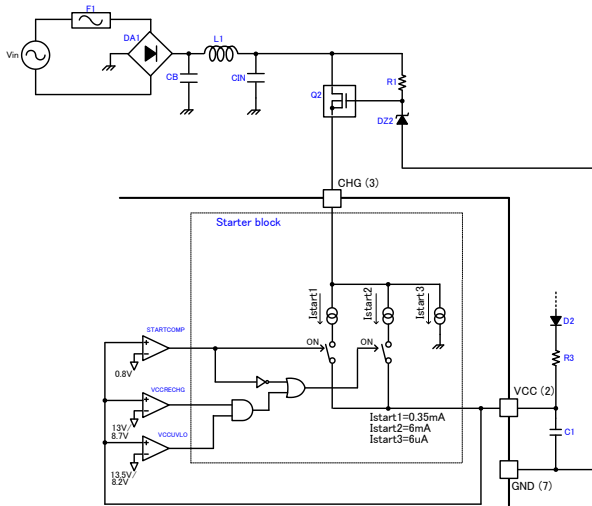 F1
Vin
DA1
L1
CB
CIN
Q2
R1
DZ2
CHG (3)
Starter block
Istart1
Istart2
Istart3
STARTCOMP
ON
ON
0.8V
D2
R3
VCCRECHG
13V/
8.7V
VCC (2)
Istart1=0.35mA
Istart2=6mA
Istart3=6uA
VCCUVLO
13.5V/
8.2V
C1
GND (7)